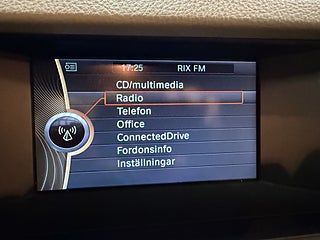 17:25 RIX FM
CD/multimedia
Radio
Telefon
Office
ConnectedDrive
Fordonsinfo
Inställningar